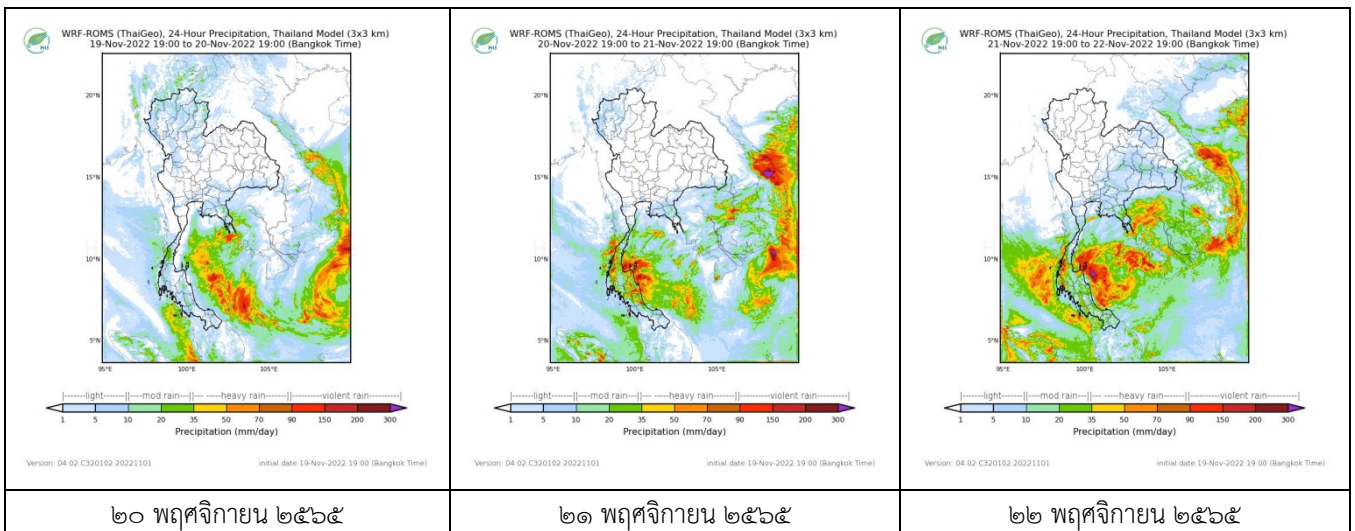 WRF-ROMS (ThaiGeo), 24-Hour Precipitation, Thailand Model (3x3 km)
19-Nov-2022 19:00 to 20-Nov-2022 19:00 (Bangkok Time)
HII
20°N
15°N
10°N
5°N
95°E 100°E 105°E
|------light-----||---mod rain----||--- heavy rain ---||------violent rain------|
1 5 10 20 35 50 70 90 150 200 300
Precipitation (mm/day)
Version: 04.02.C320102.20221101 initial date 19-Nov-2022 19:00 (Bangkok Time)
๒๐ พฤศจิกายน ๒๕๖๕
WRF-ROMS (ThaiGeo), 24-Hour Precipitation, Thailand Model (3x3 km)
20-Nov-2022 19:00 to 21-Nov-2022 19:00 (Bangkok Time)
HII
20°N
15°N
10°N
5°N
95°E 100°E 105°E
|------light-----||---mod rain----||--- heavy rain ---||------violent rain------|
1 5 10 20 35 50 70 90 150 200 300
Precipitation (mm/day)
Version: 04.02.C320102.20221101 initial date 19-Nov-2022 19:00 (Bangkok Time)
๒๑ พฤศจิกายน ๒๕๖๕
WRF-ROMS (ThaiGeo), 24-Hour Precipitation, Thailand Model (3x3 km)
21-Nov-2022 19:00 to 22-Nov-2022 19:00 (Bangkok Time)
HII
20°N
15°N
10°N
5°N
95°E 100°E 105°E
|------light-----||---mod rain----||--- heavy rain ---||------violent rain------|
1 5 10 20 35 50 70 90 150 200 300
Precipitation (mm/day)
Version: 04.02.C320102.20221101 initial date 19-Nov-2022 19:00 (Bangkok Time)
๒๒ พฤศจิกายน ๒๕๖๕